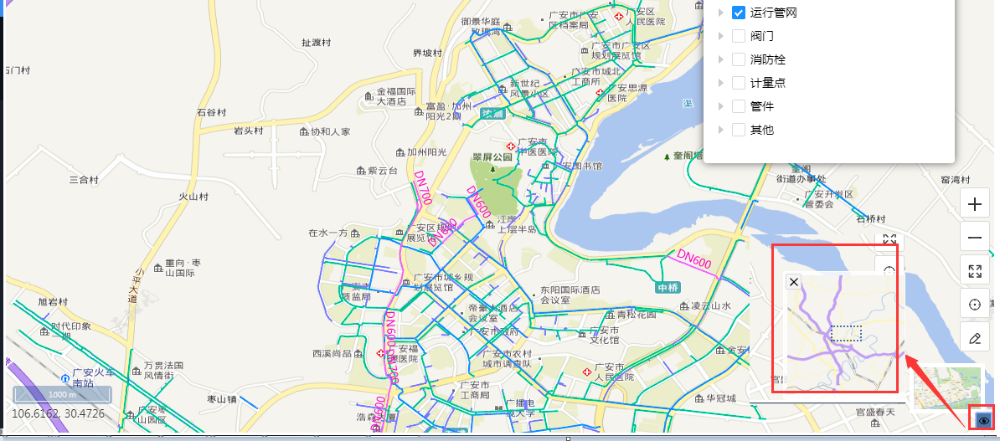 运行管网
阀门
消防栓
计量点
管件
其他
御景华庭
玫瑰湾
广安市广安
区档案局
广安区
人民医院
扯渡村
界坡村
广安市广安区
规划展览馆
石门村
新世纪
风景小区
广安市城北
工商所
广安思源
医院
金福国际
大酒店
富盈·加州
阳光2期
浓洄
渠
石谷村
岩头村
协和人家
广安市
中医医院
加州阳光
翠屏公园
奎阁塔
紫云台
安图书馆
奎阁
街道办事处
窑湾村
三合村
火山村
DN700
DN600
广安开发区
管委会
石桥村
江南·
上层半岛
在水一方
DN600
DN600
重向·枣
山国际
小平大道
广安市城乡规
划展览馆
质监局
中桥
东阳国际酒店
会议室
旭岩村
帝豪大酒店
会议室
青松花园
凌云山水
时代印象
二期
DN600
广安市政府
广安市
文化馆
西溪尚品
广安福
广安市农村
城市调查队
金安
万贯法国
风情街
广安火车
南站
广安市
人民医院
广安市
工商局
华冠城
枣山镇
1000 m
106.6162, 30.4726
广安枣
山园区
广播电
视大学
官盛春天